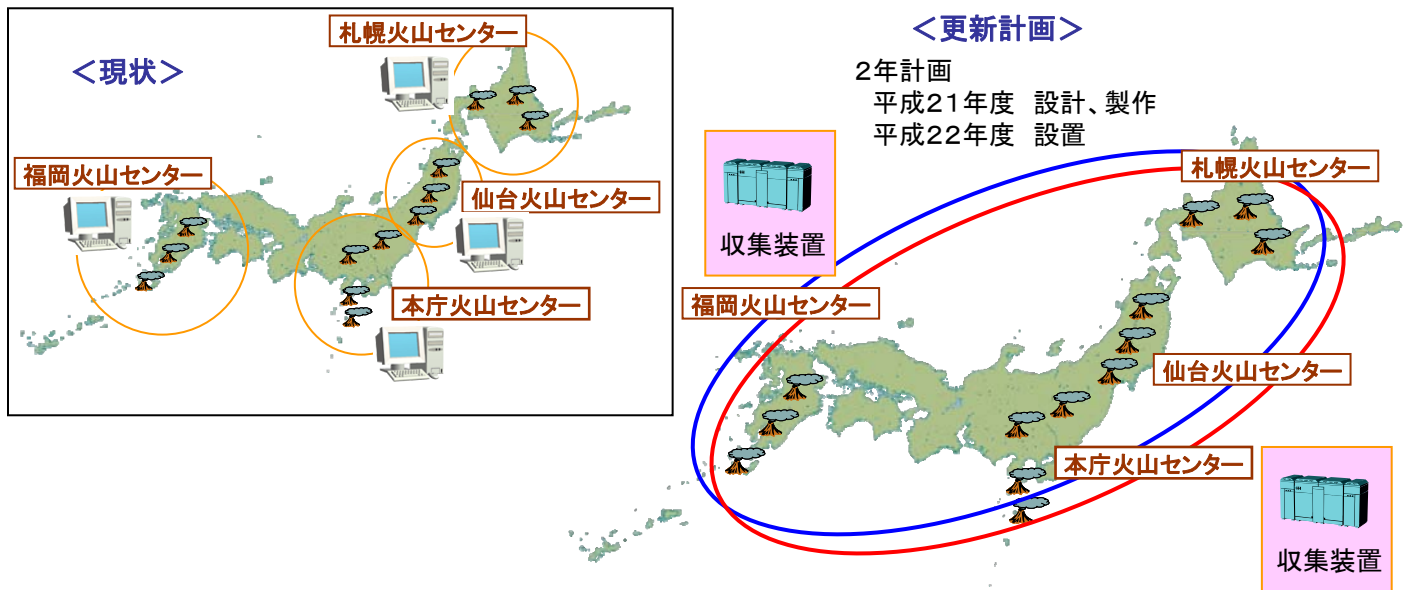 <現状>
札幌火山センター
福岡火山センター
仙台火山センター
本庁火山センター
<更新計画>
2年計画
平成21年度 設計、製作
平成22年度 設置
収集装置
札幌火山センター
福岡火山センター
仙台火山センター
本庁火山センター
収集装置